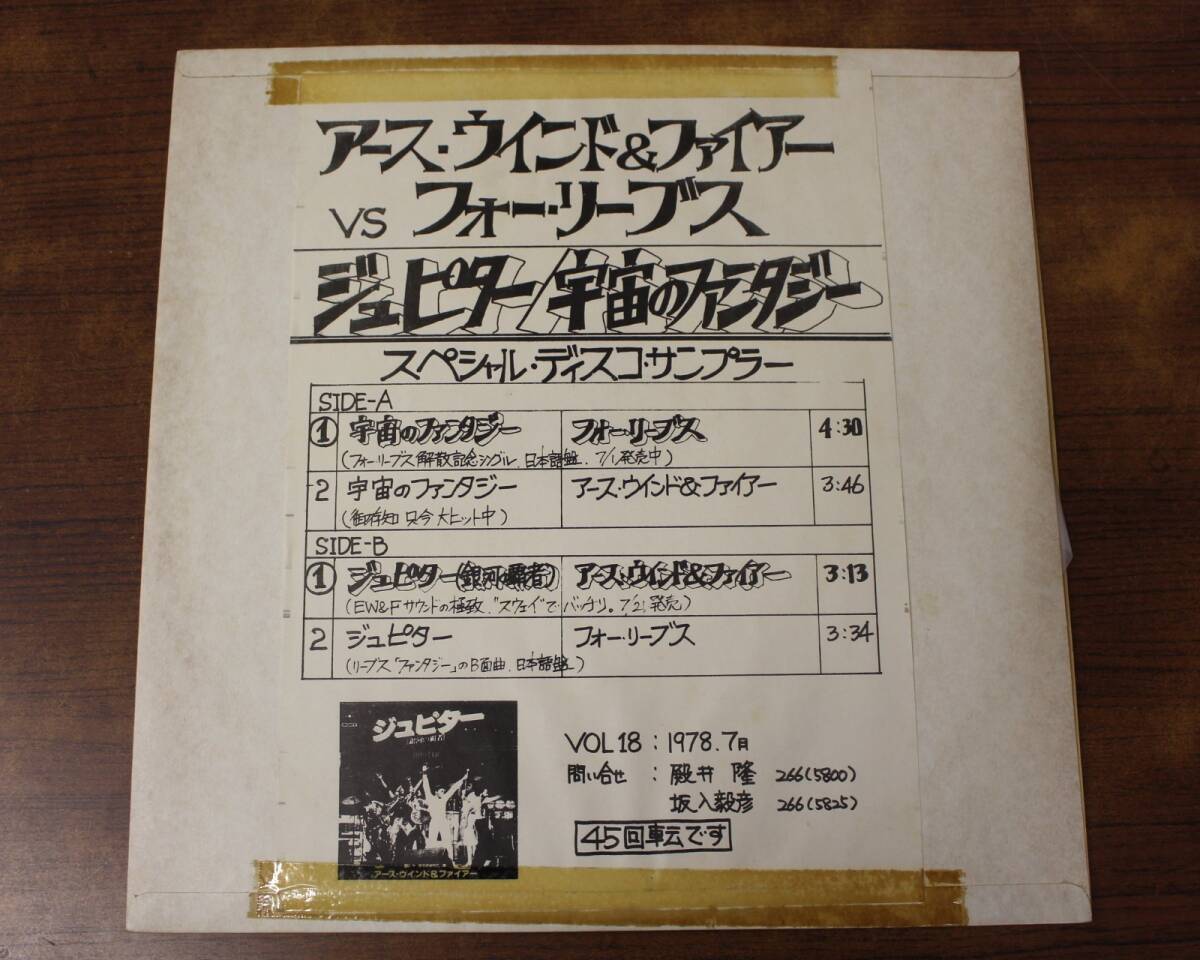 アース・ウインド&ファイアー
VS フォー・リーブス
ジュピター/宇宙のファンタジー
スペシャル・ディスコ・サンプラー
SIDE-A
① 宇宙のファンタジー フォー・リーブス 4:30
(フォーリーブス解散記念シングル、日本語盤、7/1発売中)
2 宇宙のファンタジー アース・ウインド&ファイアー 3:46
(御存知 只今大ヒット中)
SIDE-B
① ジュピター(銀河の覇者) アース・ウインド&ファイアー 3:13
(EW&Fサウンドの極致、"スウェイ"で・バッチリ。7/21発売)
2 ジュピター フォー・リーブス 3:34
(リーブス「ファンタジー」のB面曲、日本語盤)
ジュピター
(銀河の覇者)
アース・ウインド&ファイアー
VOL 18 : 1978.7月
問い合せ : 殿井 隆 266(5800)
坂入毅彦 266(5825)
45回転です